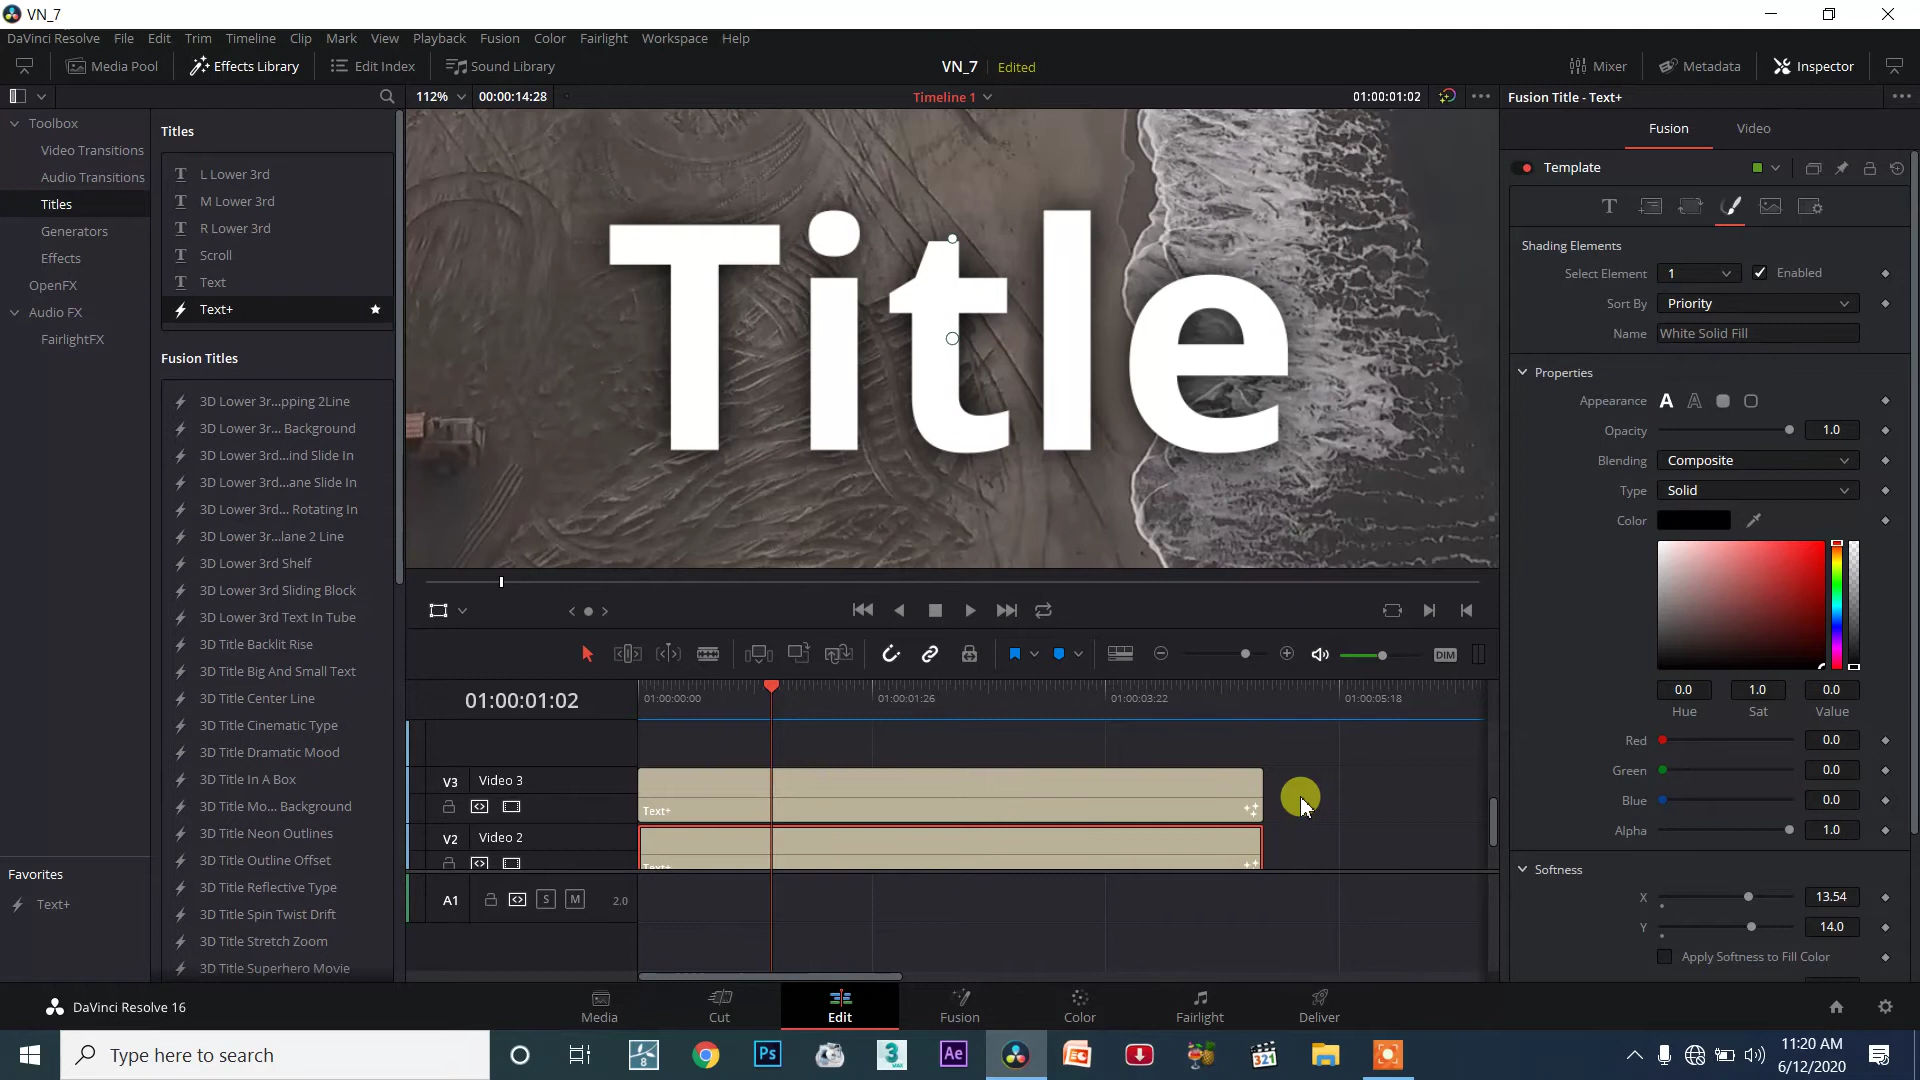 VN_7
DaVinci Resolve File Edit Trim Timeline Clip Mark View Playback Fusion Color Fairlight Workspace Help
Media Pool Effects Library Edit Index Sound Library VN_7 Edited Mixer Metadata Inspector
112% 00:00:14:28 Timeline 1 01:00:01:02 Fusion Title - Text+
Toolbox
Video Transitions
Audio Transitions
Titles
Generators
Effects
OpenFX
Audio FX
FairlightFX
Favorites
Text+
Titles
L Lower 3rd
M Lower 3rd
R Lower 3rd
Scroll
Text
Text+
Fusion Titles
3D Lower 3r...pping 2Line
3D Lower 3r... Background
3D Lower 3rd...ind Slide In
3D Lower 3rd...ane Slide In
3D Lower 3rd... Rotating In
3D Lower 3r...lane 2 Line
3D Lower 3rd Shelf
3D Lower 3rd Sliding Block
3D Lower 3rd Text In Tube
3D Title Backlit Rise
3D Title Big And Small Text
3D Title Center Line
3D Title Cinematic Type
3D Title Dramatic Mood
3D Title In A Box
3D Title Mo... Background
3D Title Neon Outlines
3D Title Outline Offset
3D Title Reflective Type
3D Title Spin Twist Drift
3D Title Stretch Zoom
3D Title Superhero Movie
Title
DIM
01:00:01:02 01:00:00:00 01:00:01:26 01:00:03:22 01:00:05:18
V3 Video 3
Text+
V2 Video 2
Text+
A1 S M 2.0
Fusion Video
Template
Shading Elements
Select Element 1 Enabled
Sort By Priority
Name White Solid Fill
Properties
Appearance
Opacity 1.0
Blending Composite
Type Solid
Color
0.0 1.0 0.0
Hue Sat Value
Red 0.0
Green 0.0
Blue 0.0
Alpha 1.0
Softness
X 13.54
Y 14.0
Apply Softness to Fill Color
DaVinci Resolve 16
Media Cut Edit Fusion Color Fairlight Deliver
Type here to search
8
Ps
3
MAX
Ae
321
11:20 AM
6/12/2020